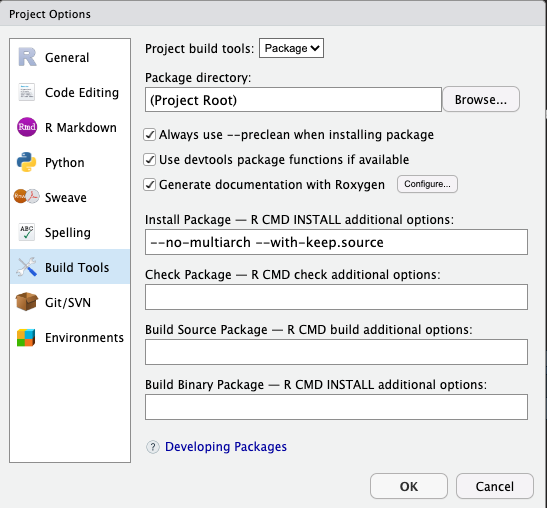 Project Options
General
Code Editing
Rmd R Markdown
Python
Sweave
ABC Spelling
Build Tools
Git/SVN
Environments
Project build tools: Package
Package directory:
(Project Root) Browse...
Always use --preclean when installing package
Use devtools package functions if available
Generate documentation with Roxygen Configure...
Install Package — R CMD INSTALL additional options:
--no-multiarch --with-keep.source
Check Package — R CMD check additional options:
Build Source Package — R CMD build additional options:
Build Binary Package — R CMD INSTALL additional options:
? Developing Packages
OK Cancel